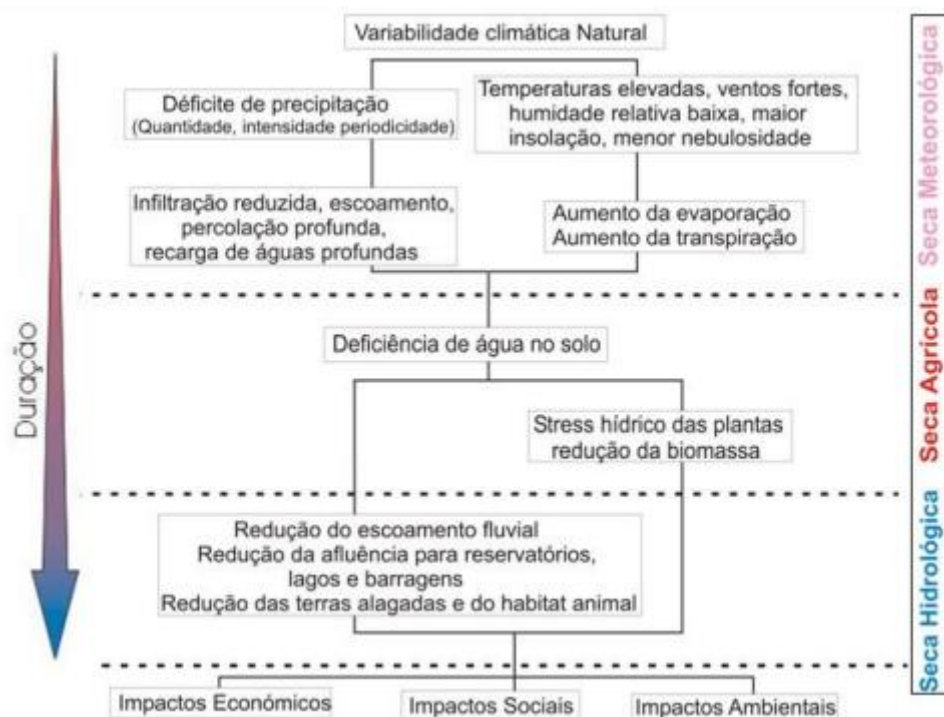 Variabilidade climática Natural
Déficite de precipitação
(Quantidade, intensidade periodicidade)
Temperaturas elevadas, ventos fortes,
humidade relativa baixa, maior
insolação, menor nebulosidade
Infiltração reduzida, escoamento,
percolação profunda,
recarga de águas profundas
Aumento da evaporação
Aumento da transpiração
Deficiência de água no solo
Stress hídrico das plantas
redução da biomassa
Redução do escoamento fluvial
Redução da afluência para reservatórios,
lagos e barragens
Redução das terras alagadas e do habitat animal
Impactos Económicos
Impactos Sociais
Impactos Ambientais
Duração
Seca Meteorológica
Seca Agrícola
Seca Hidrológica